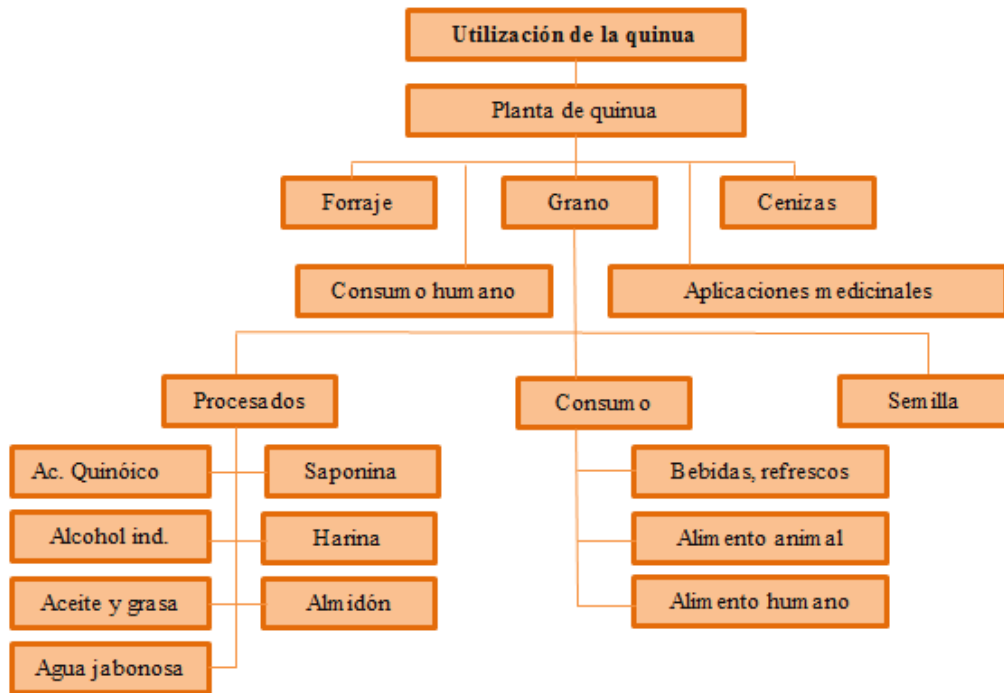 Utilización de la quinua
Planta de quinua
Forraje
Grano
Cenizas
Consumo humano
Aplicaciones medicinales
Procesados
Consumo
Semilla
Ac. Quinóico
Saponina
Bebidas, refrescos
Alcohol ind.
Harina
Alimento animal
Aceite y grasa
Almidón
Alimento humano
Agua jabonosa